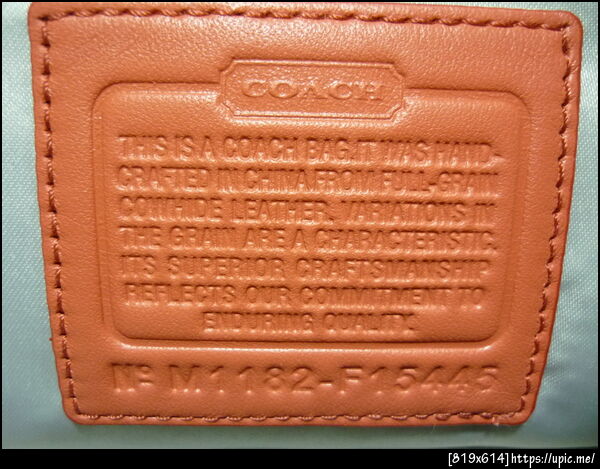 COACH
THIS IS A COACH BAG.IT WAS HAND-
CRAFTED IN CHINA FROM FULL-GRAIN
COWHIDE LEATHER. VARIATIONS IN
THE GRAIN ARE A CHARACTERISTIC.
ITS SUPERIOR CRAFTSMANSHIP
REFLECTS OUR COMMITMENT TO
ENDURING QUALITY.
Nº M1182-F15445
[819x614]https://upic.me/